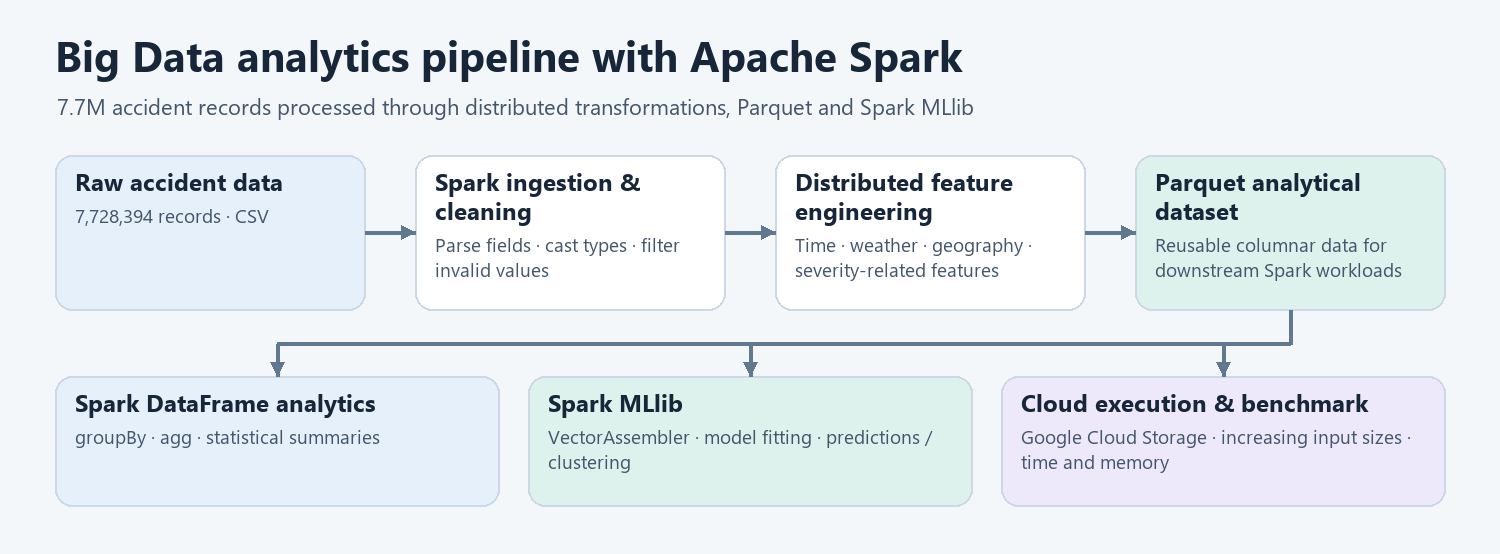 Big Data analytics pipeline with Apache Spark
7.7M accident records processed through distributed transformations, Parquet and Spark MLlib
Raw accident data
7,728,394 records · CSV
Spark ingestion &
cleaning
Parse fields · cast types · filter
invalid values
Distributed feature
engineering
Time · weather · geography ·
severity-related features
Parquet analytical
dataset
Reusable columnar data for
downstream Spark workloads
Spark DataFrame analytics
groupBy · agg · statistical summaries
Spark MLlib
VectorAssembler · model fitting · predictions /
clustering
Cloud execution & benchmark
Google Cloud Storage · increasing input sizes ·
time and memory